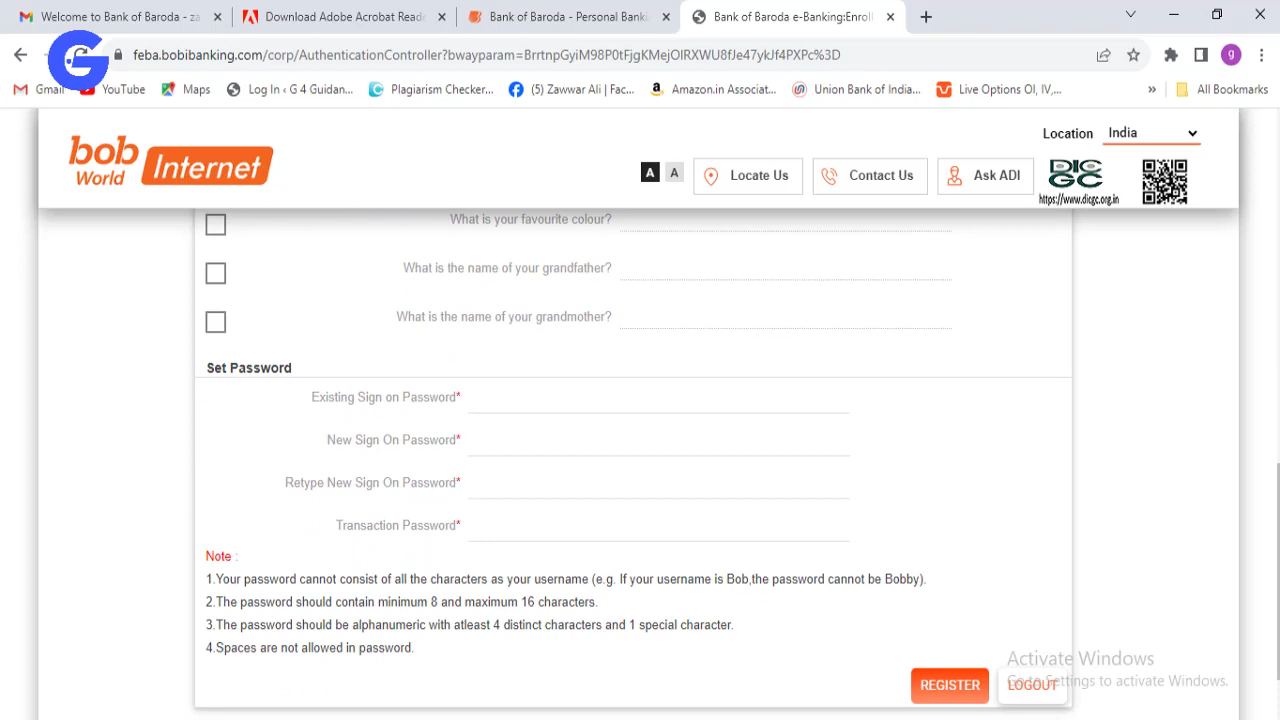 Welcome to Bank of Baroda - za
Download Adobe Acrobat Reade
Bank of Baroda - Personal Banki
Bank of Baroda e-Banking:Enroll
feba.bobibanking.com/corp/AuthenticationController?bwayparam=BrrtnpGyiM98P0tFjgKMejOlRXWU8fJe47ykJf4PXPc%3D
g
G
Gmail
YouTube
Maps
Log In ‹ G 4 Guidan...
Plagiarism Checker...
(5) Zawwar Ali | Fac...
Amazon.in Associat...
Union Bank of India...
Live Options OI, IV,...
»
All Bookmarks
Location
India
bob
World
Internet
A
A
Locate Us
Contact Us
Ask ADI
DICGC
https://www.dicgc.org.in
What is your favourite colour?
What is the name of your grandfather?
What is the name of your grandmother?
Set Password
Existing Sign on Password*
New Sign On Password*
Retype New Sign On Password*
Transaction Password*
Note :
1.Your password cannot consist of all the characters as your username (e.g. If your username is Bob,the password cannot be Bobby).
2.The password should contain minimum 8 and maximum 16 characters.
3.The password should be alphanumeric with atleast 4 distinct characters and 1 special character.
4.Spaces are not allowed in password.
Activate Windows
Go to Settings to activate Windows.
REGISTER
LOGOUT